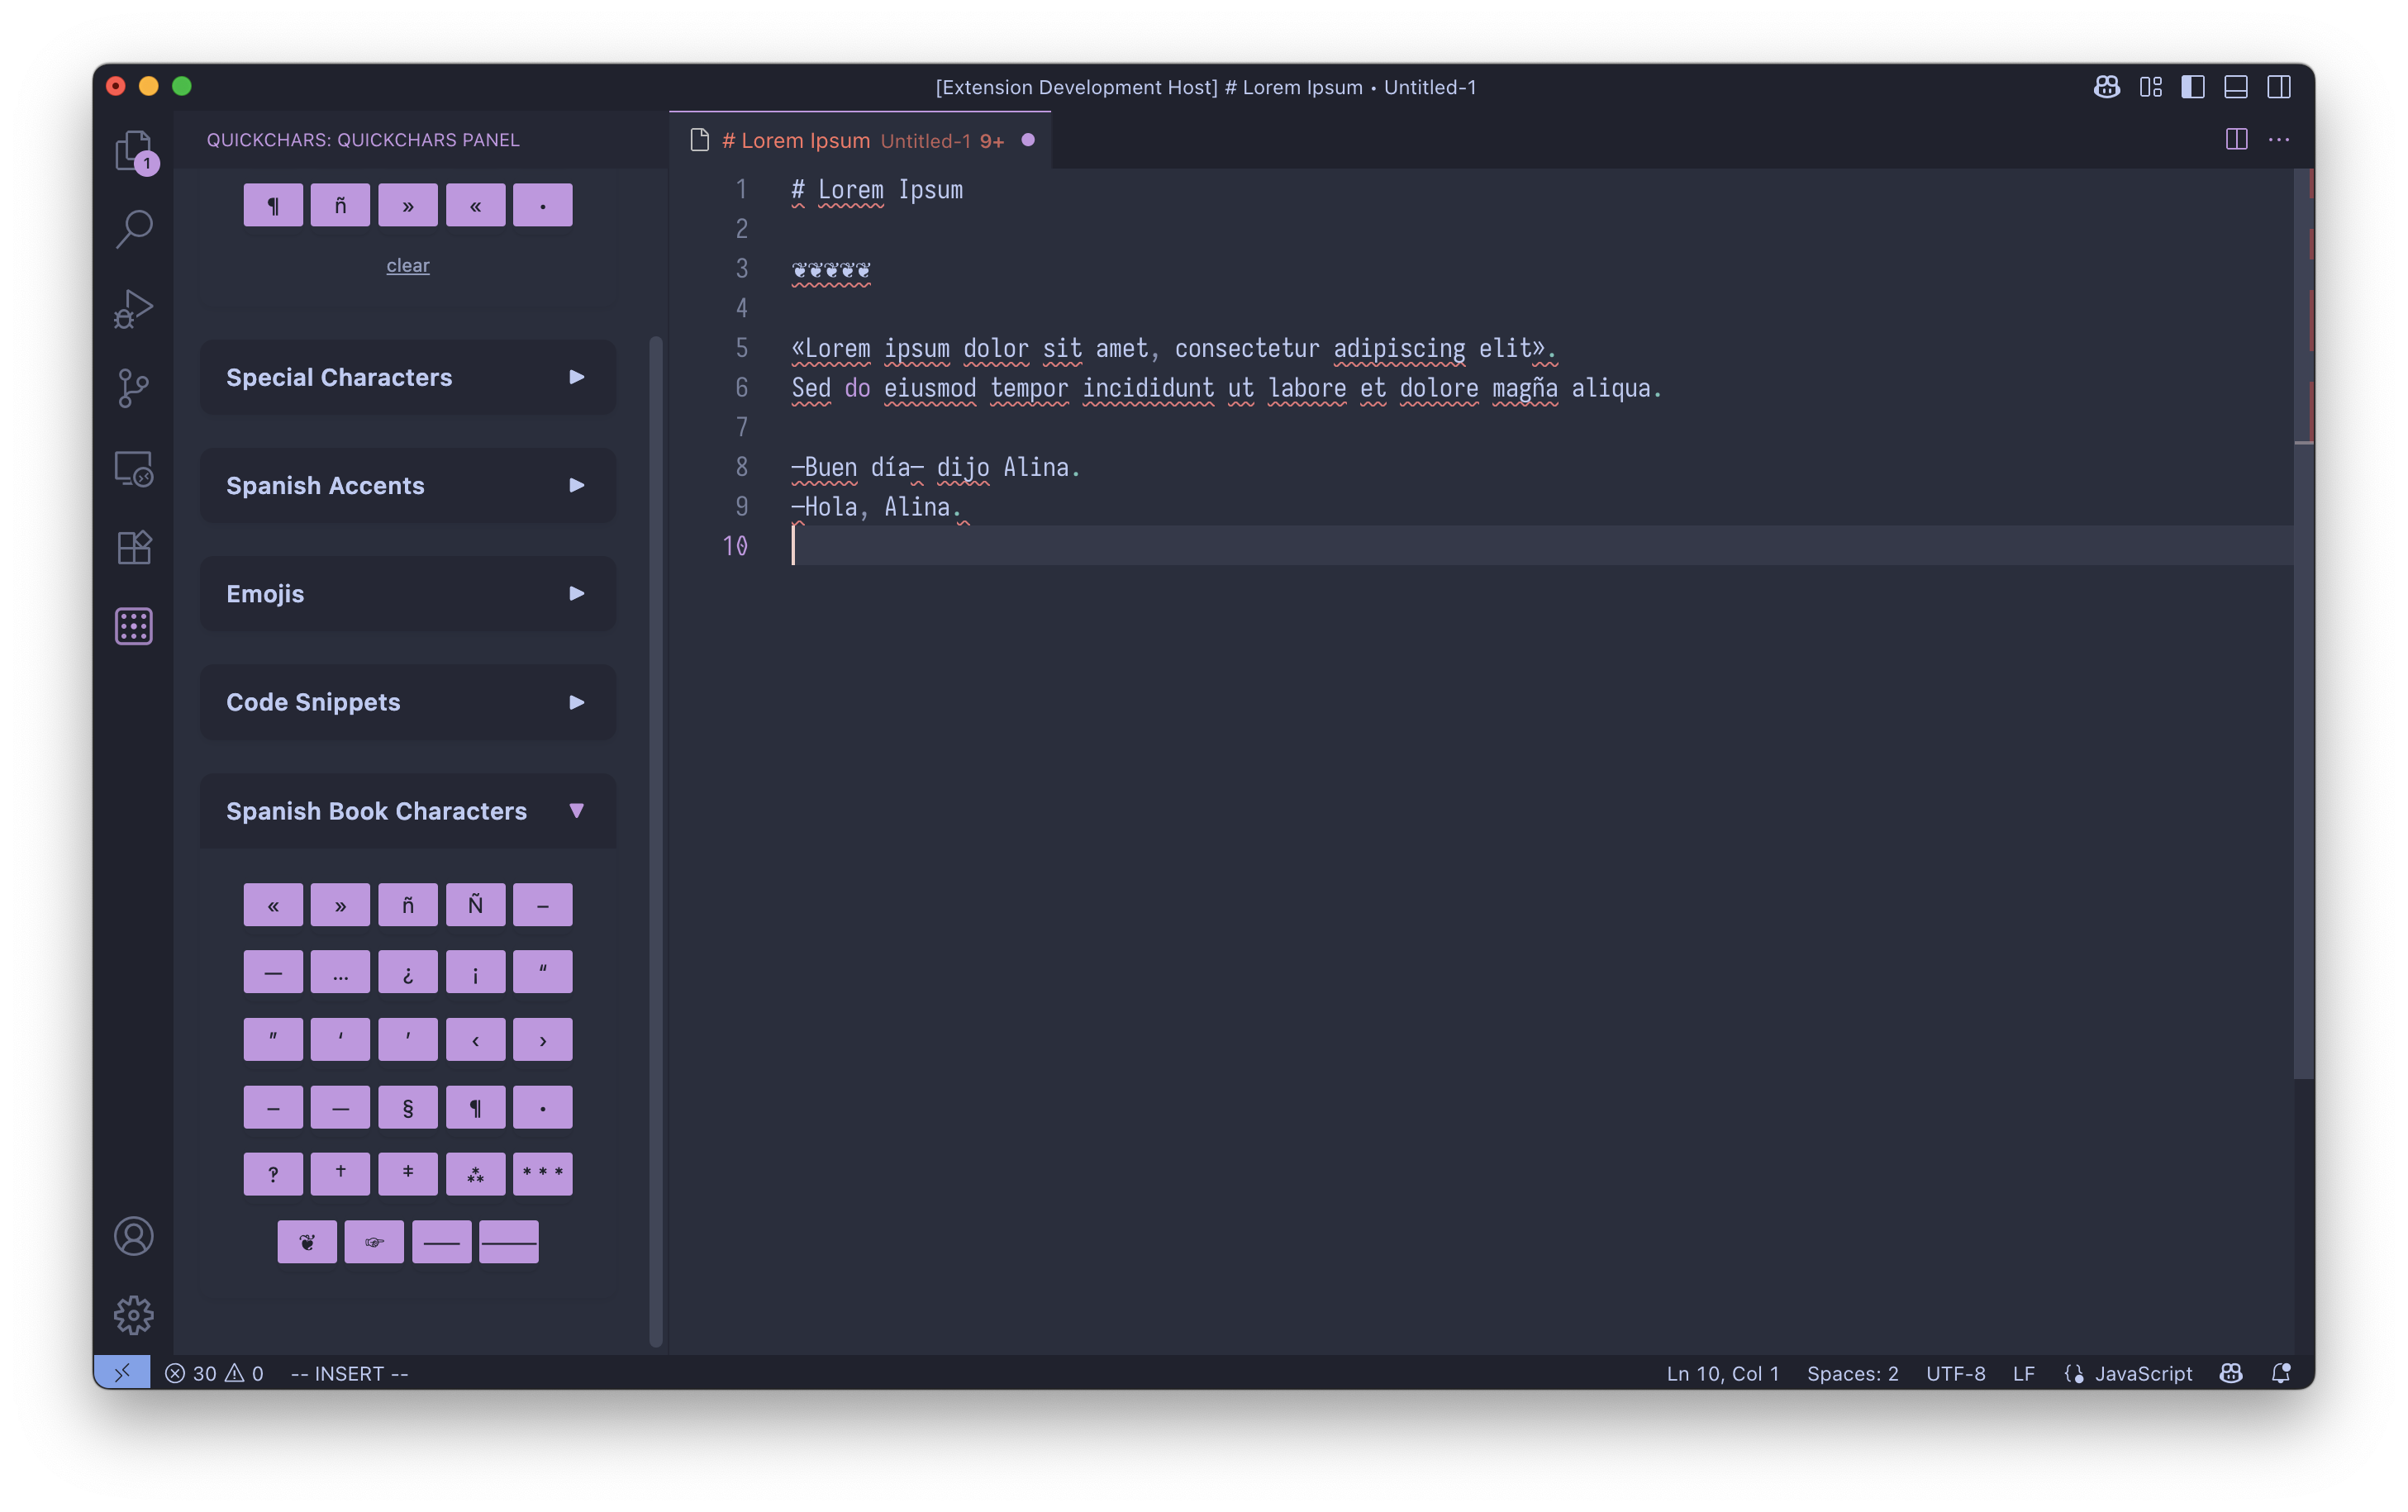 [Extension Development Host] # Lorem Ipsum • Untitled-1
1
QUICKCHARS: QUICKCHARS PANEL
¶ ñ » « ·
clear
Special Characters
Spanish Accents
Emojis
Code Snippets
Spanish Book Characters
« » ñ Ñ –
— … ¿ ¡ “
” ‘ ’ ‹ ›
– — § ¶ ·
‽ † ‡ ⁂ * * *
❦ ☞ —— ———
# Lorem Ipsum Untitled-1 9+
1 # Lorem Ipsum
2
3 ❦❦❦❦❦
4
5 «Lorem ipsum dolor sit amet, consectetur adipiscing elit».
6 Sed do eiusmod tempor incididunt ut labore et dolore magña aliqua.
7
8 —Buen día— dijo Alina.
9 —Hola, Alina.
10
30 0 -- INSERT --
Ln 10, Col 1 Spaces: 2 UTF-8 LF {} JavaScript